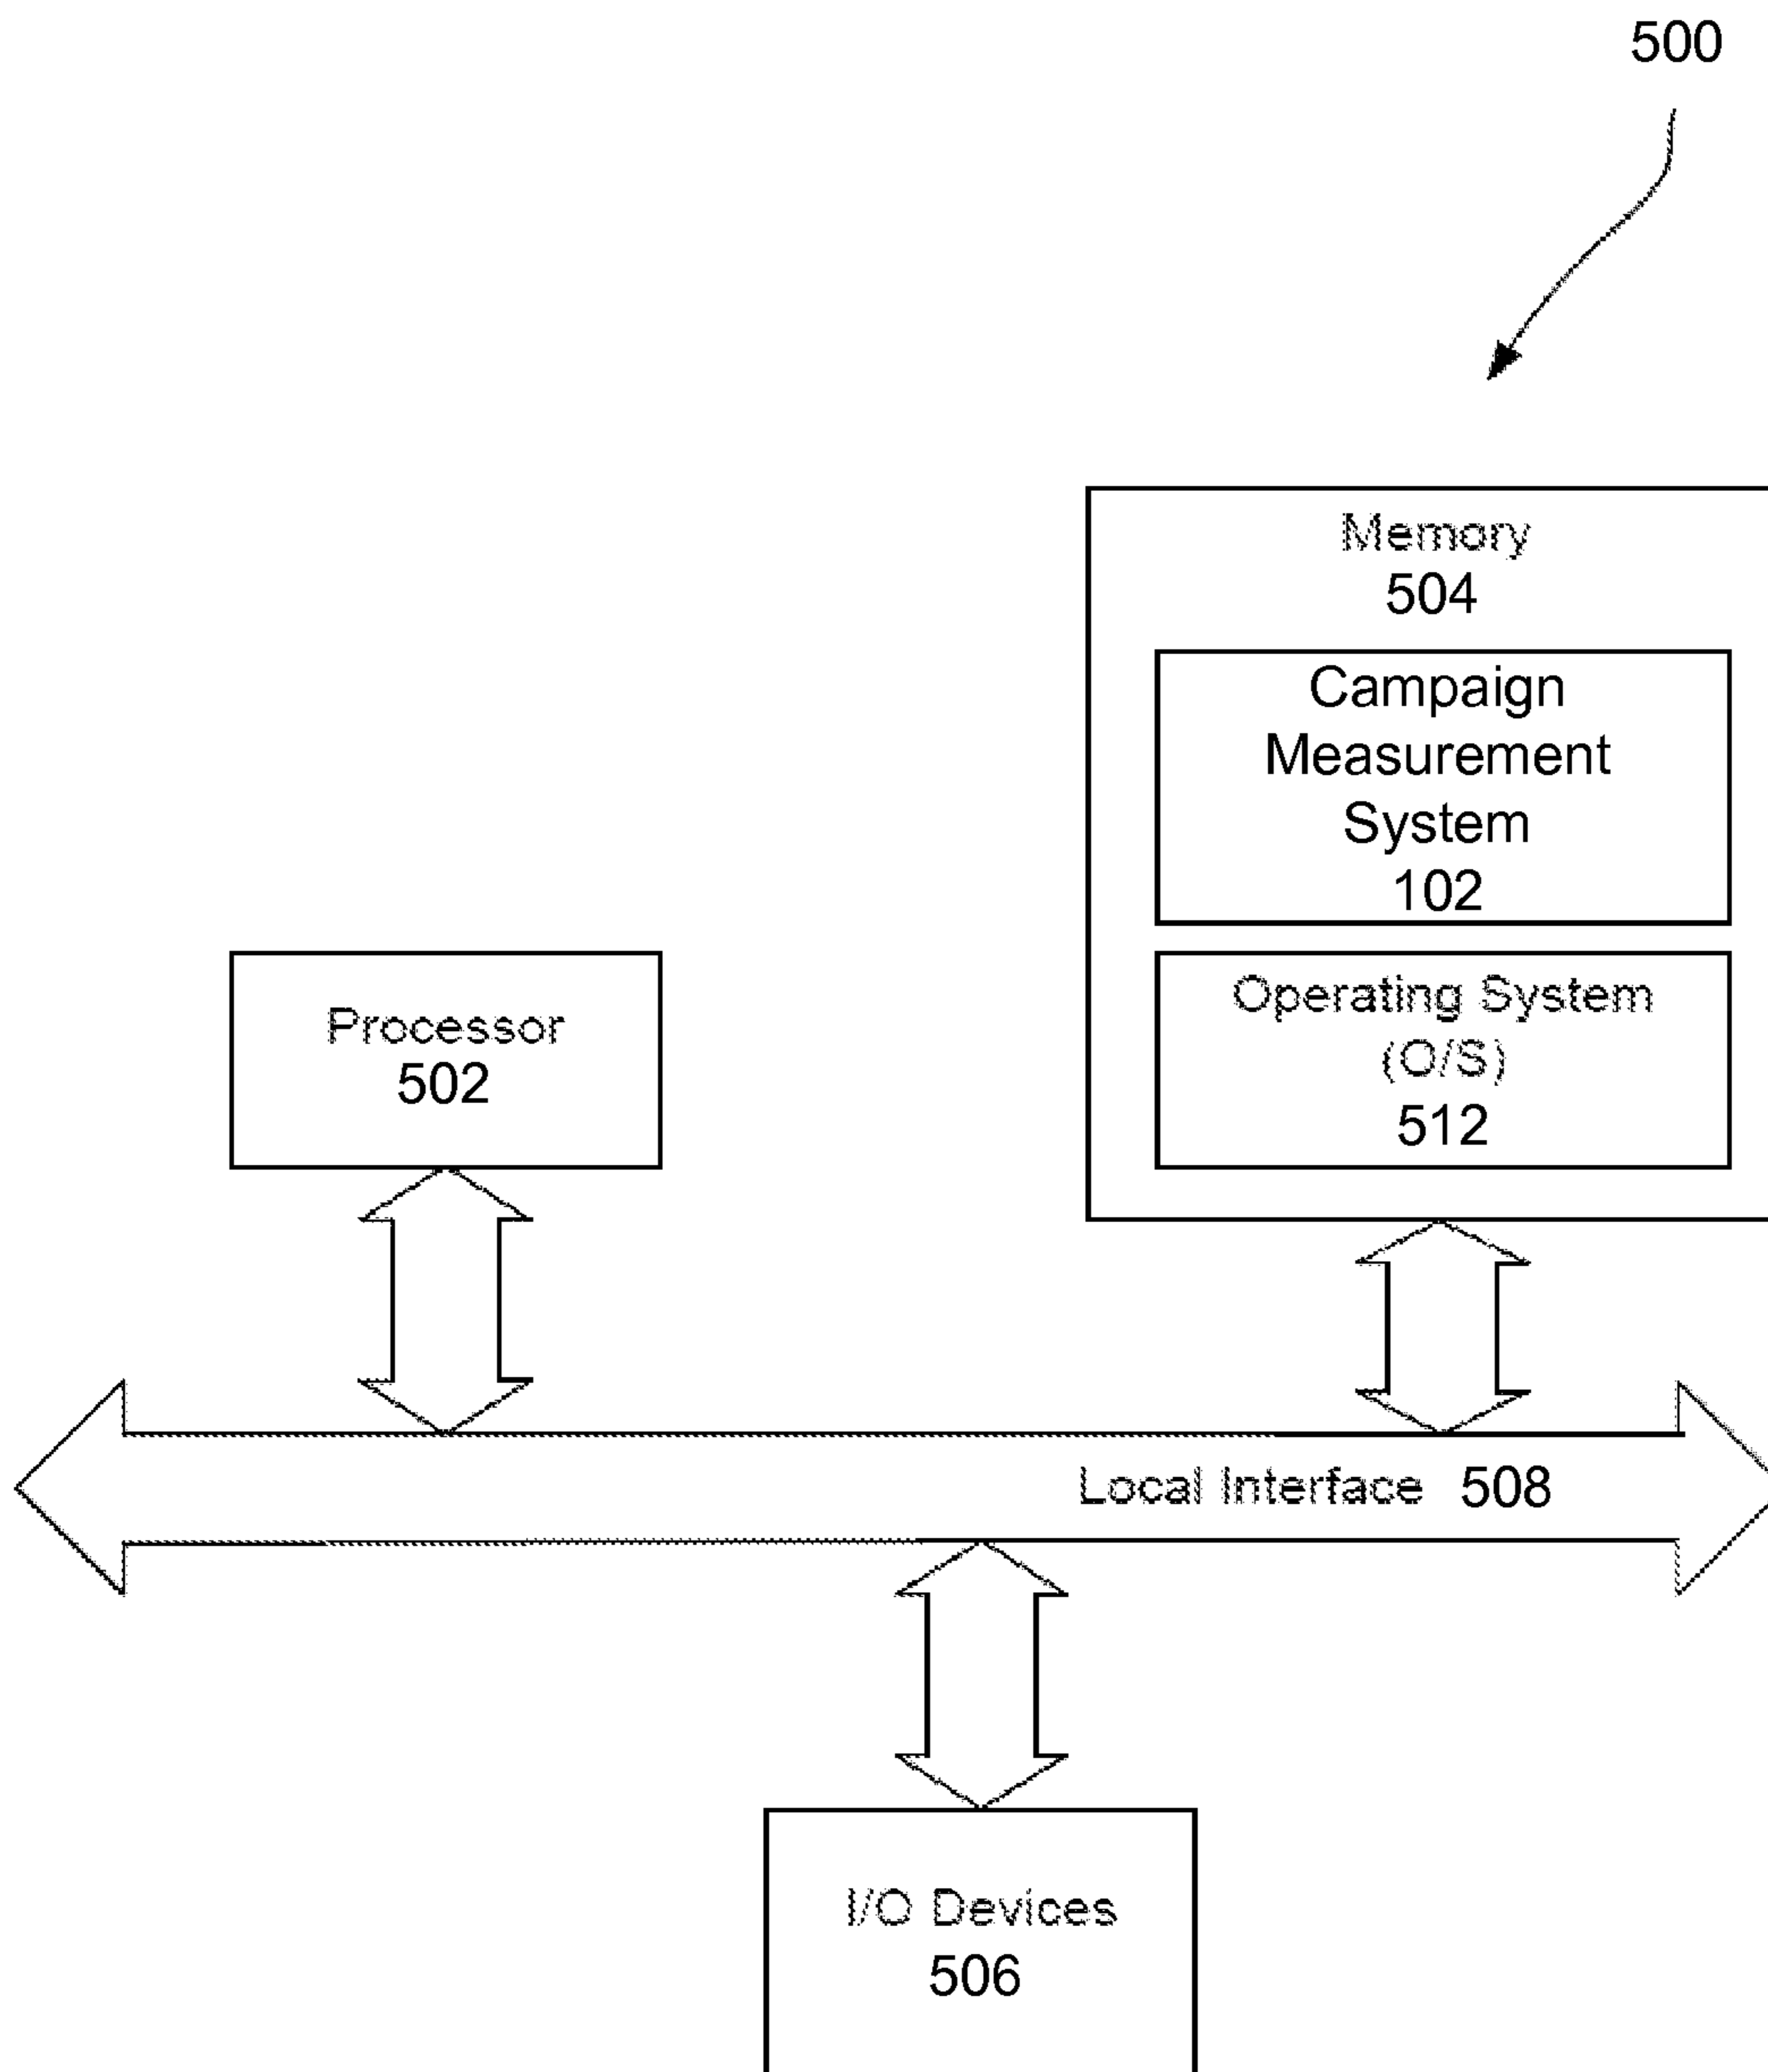 500
Memory
504
Campaign
Measurement
System
102
Operating System
(O/S)
512
Processor
502
Local Interface 508
I/O Devices
506